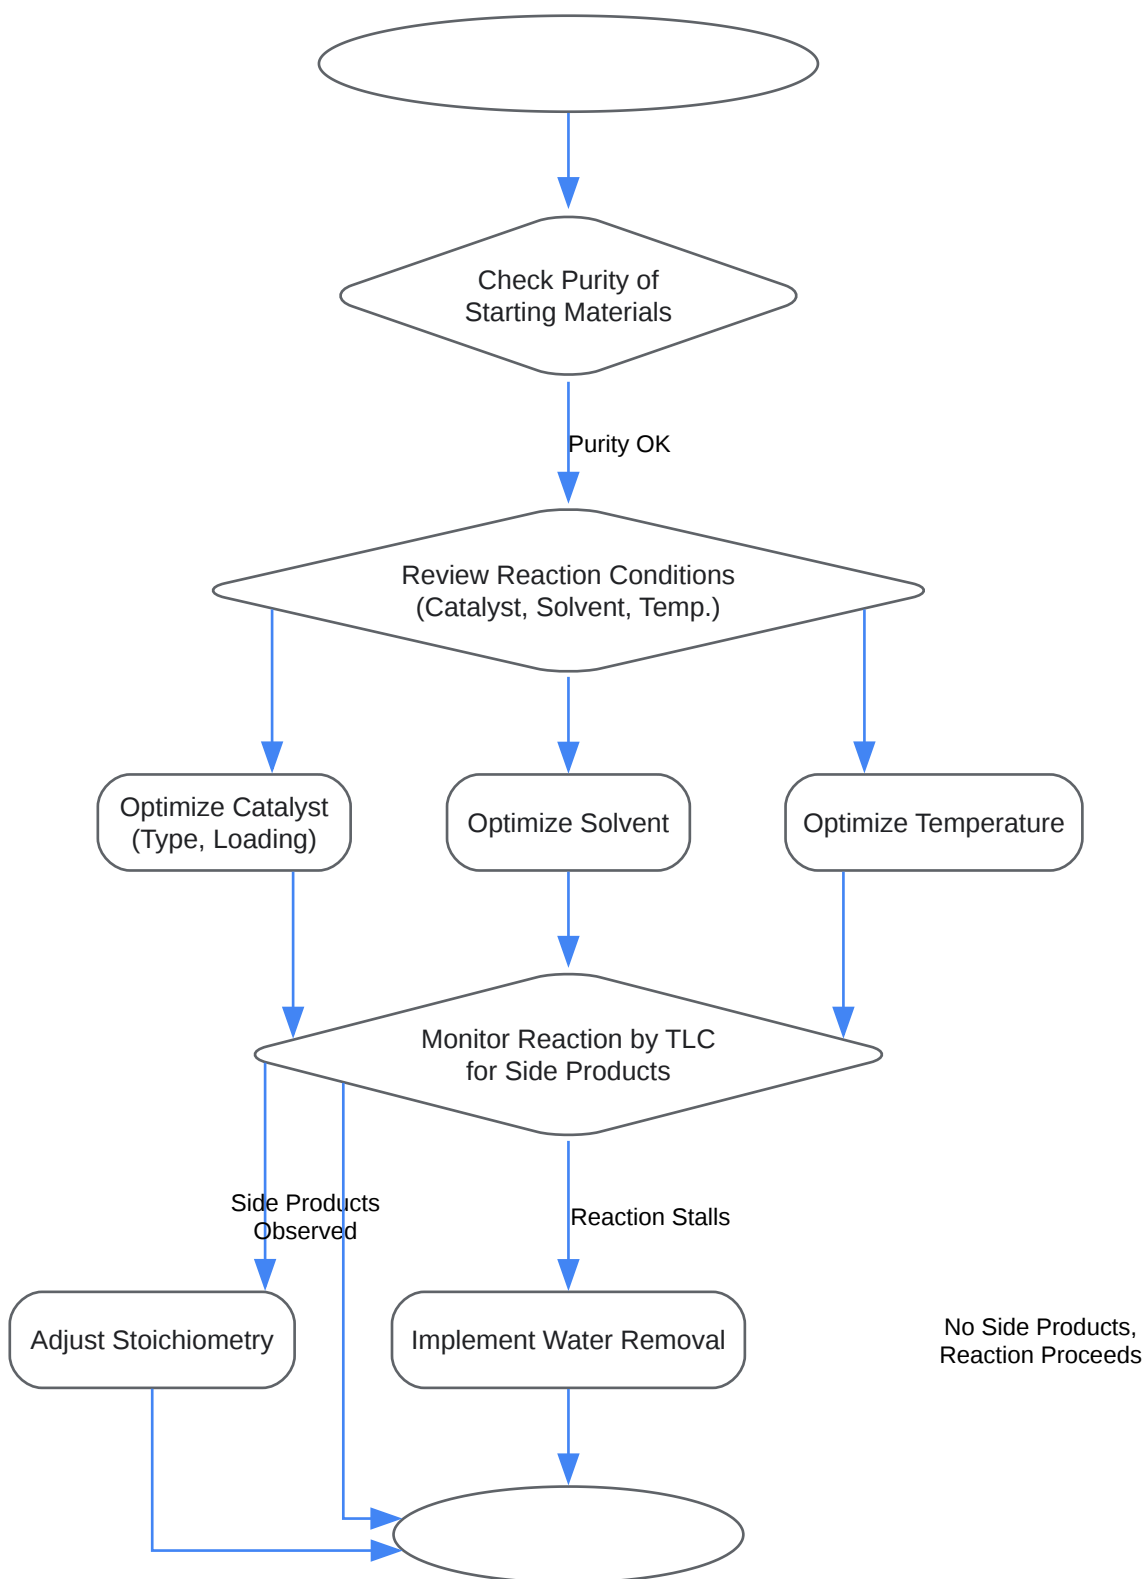 Check Purity of
Starting Materials
Purity OK
Review Reaction Conditions
(Catalyst, Solvent, Temp.)
Optimize Catalyst
(Type, Loading)
Optimize Solvent
Optimize Temperature
Monitor Reaction by TLC
for Side Products
Side Products
Observed
Reaction Stalls
Adjust Stoichiometry
Implement Water Removal
No Side Products,
Reaction Proceeds